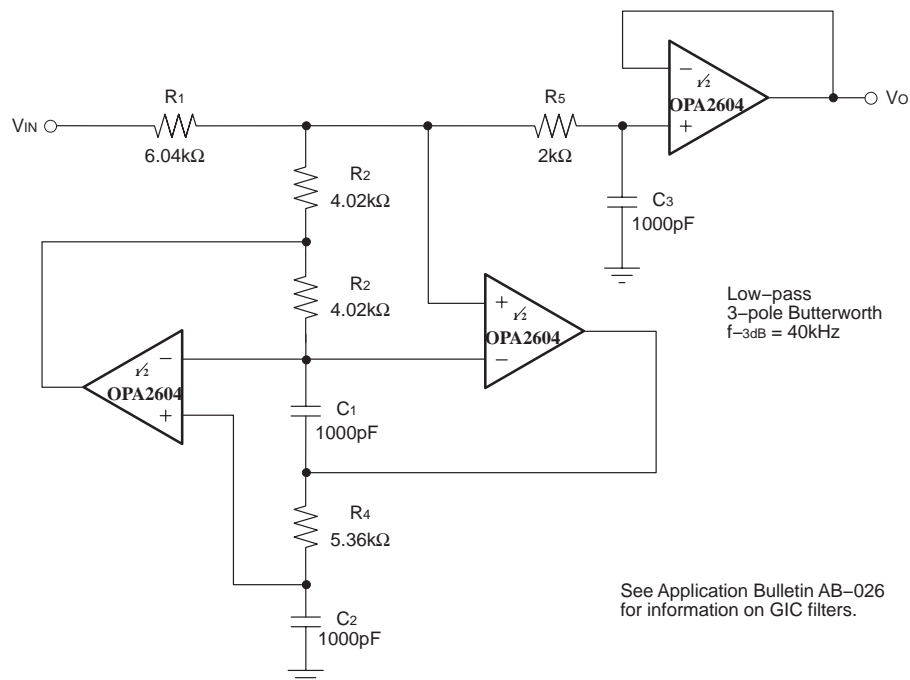 −
½
OPA2604
+
VO
R1
VIN
6.04kΩ
R5
2kΩ
R2
4.02kΩ
C3
1000pF
R2
4.02kΩ
+
½
OPA2604
−
Low–pass
3–pole Butterworth
f–3dB = 40kHz
−
½
OPA2604
+
C1
1000pF
R4
5.36kΩ
C2
1000pF
See Application Bulletin AB–026
for information on GIC filters.